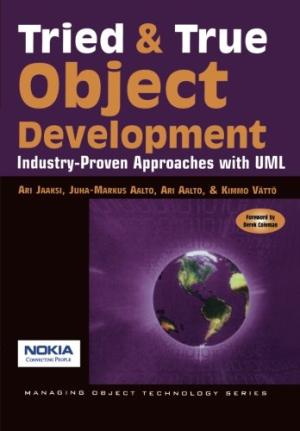 Tried & True
Object
Development
Industry-Proven Approaches with UML
Ari Jaaksi, Juha-Markus Aalto, Ari Aalto, & Kimmo Vättö
Foreword by
Derek Coleman
NOKIA
CONNECTING PEOPLE
MANAGING OBJECT TECHNOLOGY SERIES